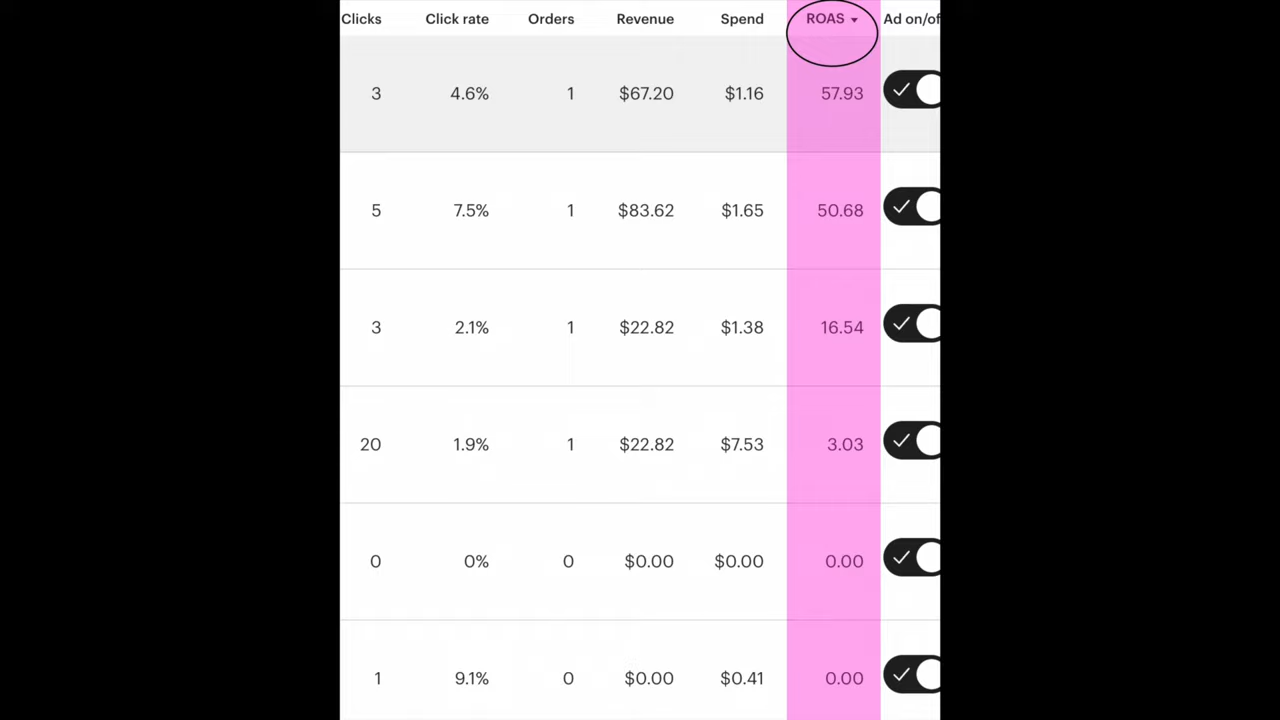 Clicks Click rate Orders Revenue Spend ROAS Ad on/of
3 4.6% 1 $67.20 $1.16 57.93
5 7.5% 1 $83.62 $1.65 50.68
3 2.1% 1 $22.82 $1.38 16.54
20 1.9% 1 $22.82 $7.53 3.03
0 0% 0 $0.00 $0.00 0.00
1 9.1% 0 $0.00 $0.41 0.00